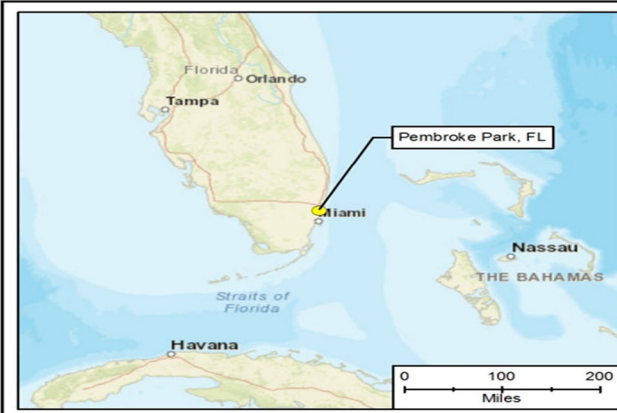 Florida
Orlando
Tampa
Pembroke Park, FL
Miami
Nassau
THE BAHAMAS
Straits of
Florida
Havana
0 100 200
Miles